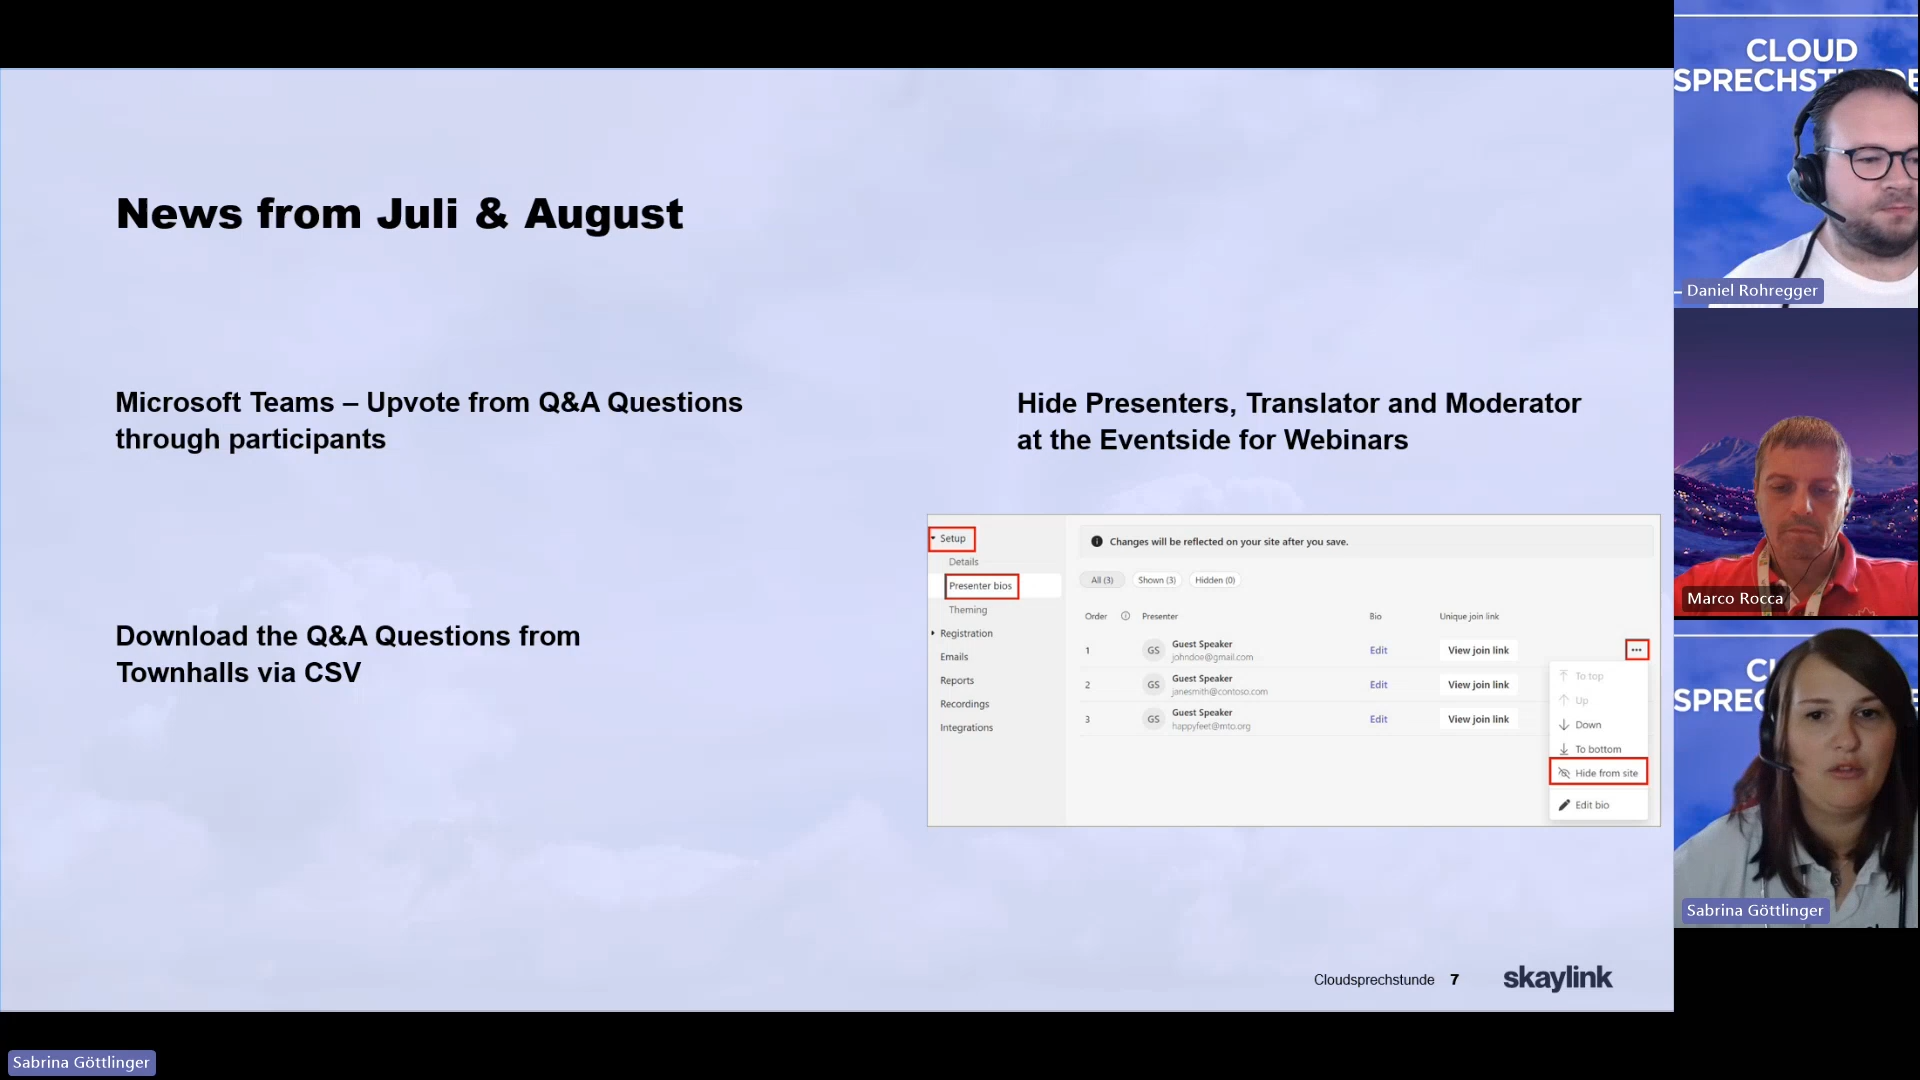 News from Juli & August
Microsoft Teams – Upvote from Q&A Questions
through participants
Download the Q&A Questions from
Townhalls via CSV
Hide Presenters, Translator and Moderator
at the Eventside for Webinars
Setup
Details
Presenter bios
Theming
Registration
Emails
Reports
Recordings
Integrations
Changes will be reflected on your site after you save.
All (3) Shown (3) Hidden (0)
Order Presenter Bio Unique join link
1 GS Guest Speaker Edit View join link
johndoe@gmail.com
2 GS Guest Speaker Edit View join link
janesmith@contoso.com
3 GS Guest Speaker Edit View join link
happyfeet@mto.org
To top
Up
Down
To bottom
Hide from site
Edit bio
Cloudsprechstunde 7 skaylink
CLOUD
SPRECHST
Daniel Rohregger
Marco Rocca
SPREC
Sabrina Göttlinger
Sabrina Göttlinger